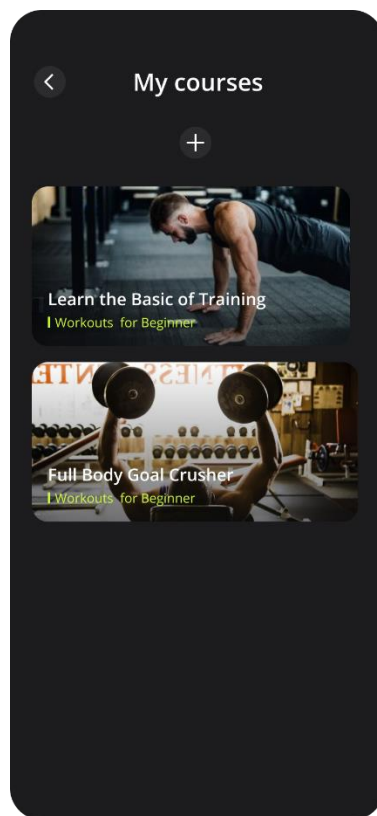 My courses
Learn the Basic of Training
Workouts for Beginner
Full Body Goal Crusher
Workouts for Beginner